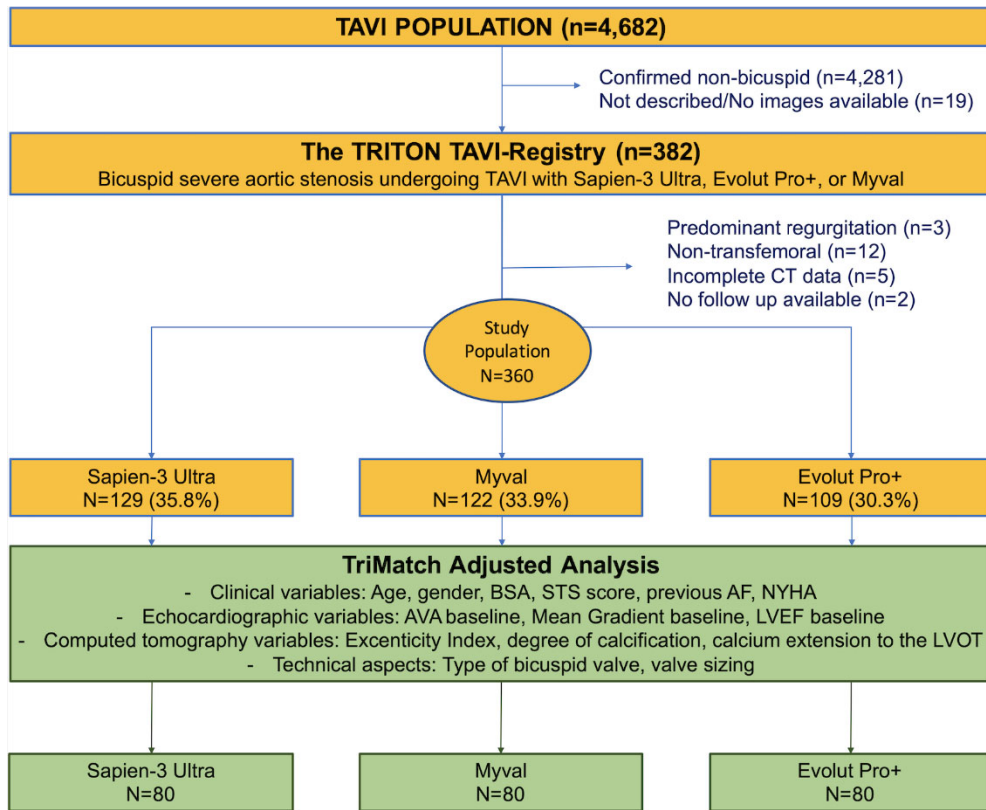 TAVI POPULATION (n=4,682)
Confirmed non-bicuspid (n=4,281)
Not described/No images available (n=19)
The TRITON TAVI-Registry (n=382)
Bicuspid severe aortic stenosis undergoing TAVI with Sapien-3 Ultra, Evolut Pro+, or Myval
Predominant regurgitation (n=3)
Non-transfemoral (n=12)
Incomplete CT data (n=5)
No follow up available (n=2)
Study
Population
N=360
Sapien-3 Ultra
N=129 (35.8%)
Myval
N=122 (33.9%)
Evolut Pro+
N=109 (30.3%)
TriMatch Adjusted Analysis
- Clinical variables: Age, gender, BSA, STS score, previous AF, NYHA
- Echocardiographic variables: AVA baseline, Mean Gradient baseline, LVEF baseline
- Computed tomography variables: Excenticity Index, degree of calcification, calcium extension to the LVOT
- Technical aspects: Type of bicuspid valve, valve sizing
Sapien-3 Ultra
N=80
Myval
N=80
Evolut Pro+
N=80